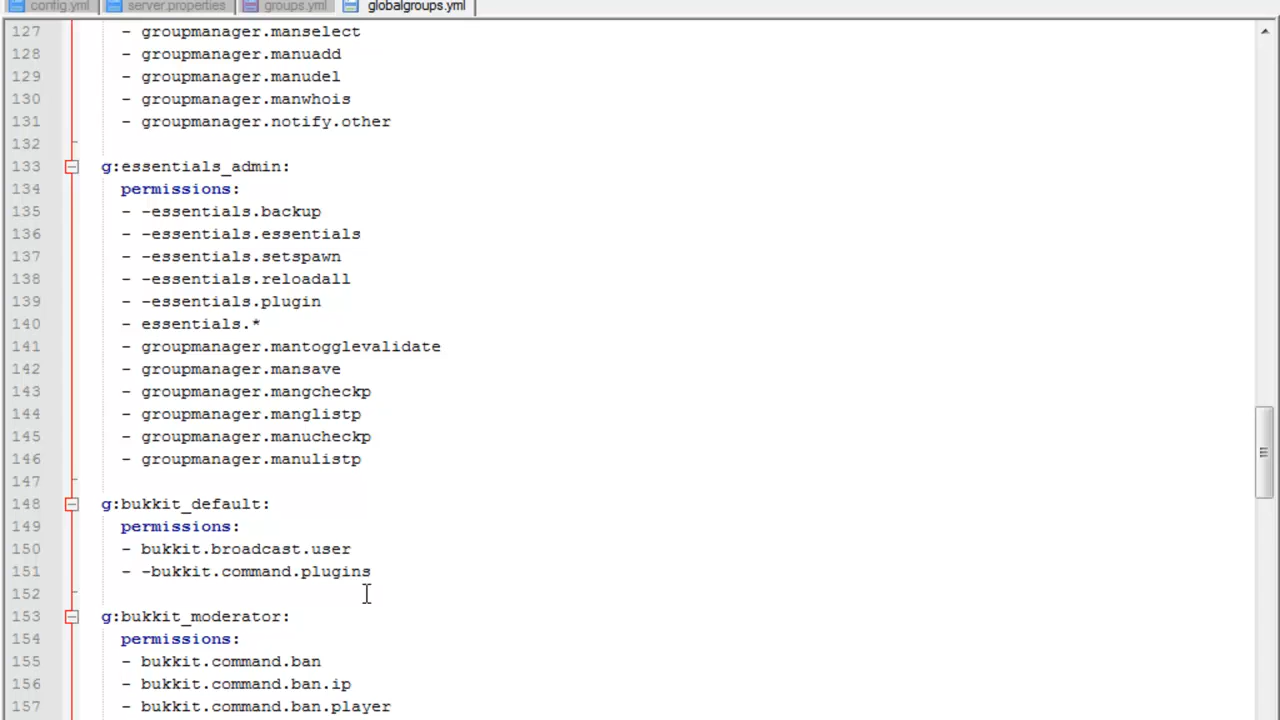 config.yml server.properties groups.yml globalgroups.yml
127 - groupmanager.manselect
128 - groupmanager.manuadd
129 - groupmanager.manudel
130 - groupmanager.manwhois
131 - groupmanager.notify.other
132
133 g:essentials_admin:
134 permissions:
135 - -essentials.backup
136 - -essentials.essentials
137 - -essentials.setspawn
138 - -essentials.reloadall
139 - -essentials.plugin
140 - essentials.*
141 - groupmanager.mantogglevalidate
142 - groupmanager.mansave
143 - groupmanager.mangcheckp
144 - groupmanager.manglistp
145 - groupmanager.manucheckp
146 - groupmanager.manulistp
147
148 g:bukkit_default:
149 permissions:
150 - bukkit.broadcast.user
151 - -bukkit.command.plugins
152
153 g:bukkit_moderator:
154 permissions:
155 - bukkit.command.ban
156 - bukkit.command.ban.ip
157 - bukkit.command.ban.player